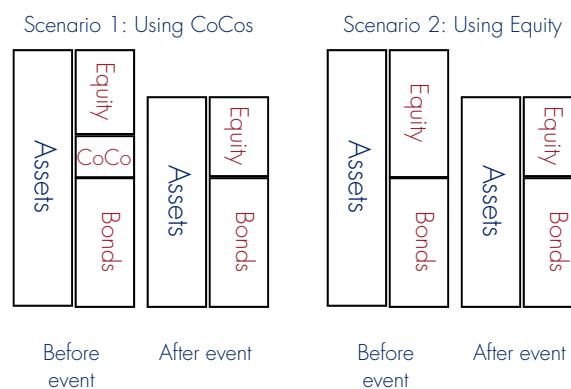 Scenario 1: Using CoCos
Scenario 2: Using Equity
Assets
Equity
CoCo
Bonds
Assets
Equity
Bonds
Assets
Equity
Bonds
Assets
Equity
Bonds
Before
event
After event
Before
event
After event